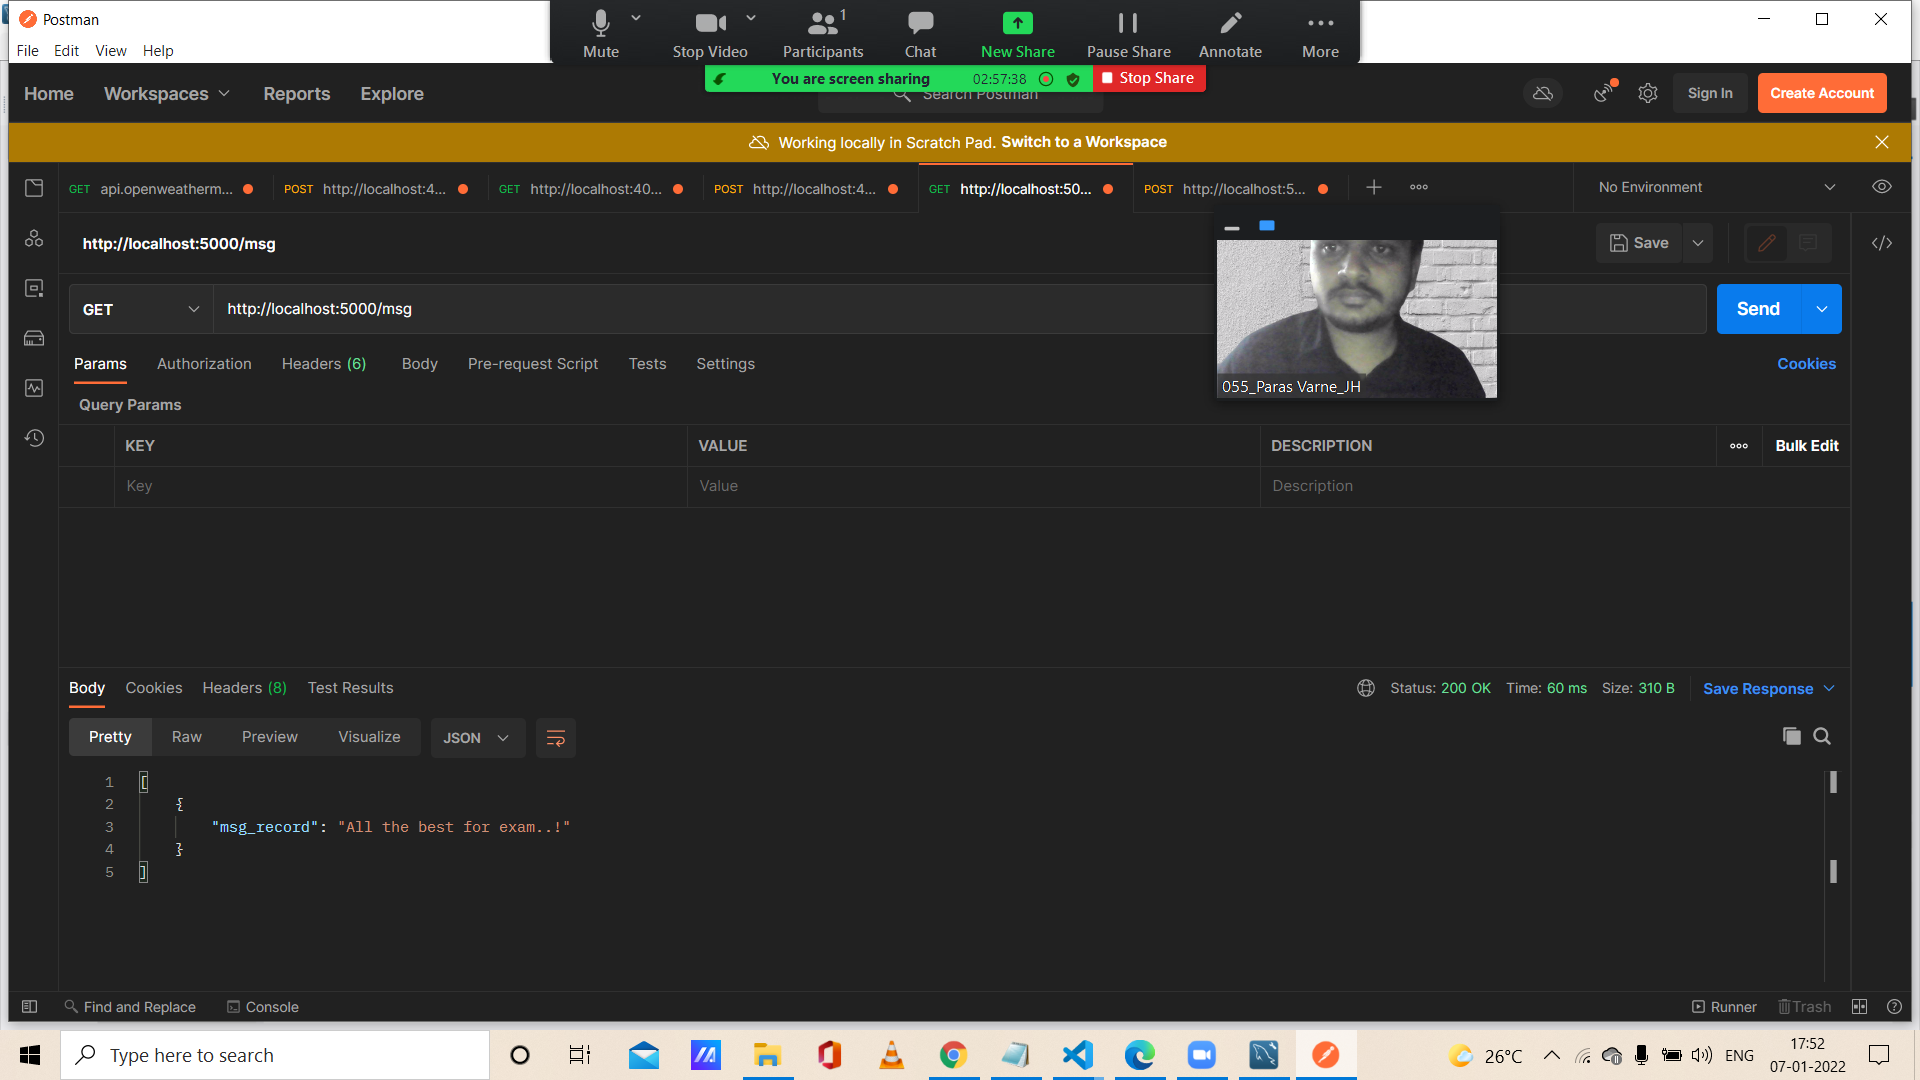 Postman
File Edit View Help
Mute Stop Video Participants 1 Chat New Share Pause Share Annotate More
You are screen sharing 02:57:38 Stop Share
Home Workspaces Reports Explore Search Postman Sign In Create Account
Working locally in Scratch Pad. Switch to a Workspace
GET api.openweatherm... POST http://localhost:4... GET http://localhost:40... POST http://localhost:4... GET http://localhost:50... POST http://localhost:5... No Environment
http://localhost:5000/msg Save
GET http://localhost:5000/msg Send
Params Authorization Headers (6) Body Pre-request Script Tests Settings Cookies
055_Paras Varne_JH
Query Params
KEY VALUE DESCRIPTION Bulk Edit
Key Value Description
Body Cookies Headers (8) Test Results Status: 200 OK Time: 60 ms Size: 310 B Save Response
Pretty Raw Preview Visualize JSON
1 [
2 {
3 "msg_record": "All the best for exam..!"
4 }
5 ]
Find and Replace Console Runner Trash
Type here to search 26°C ENG 17:52
07-01-2022